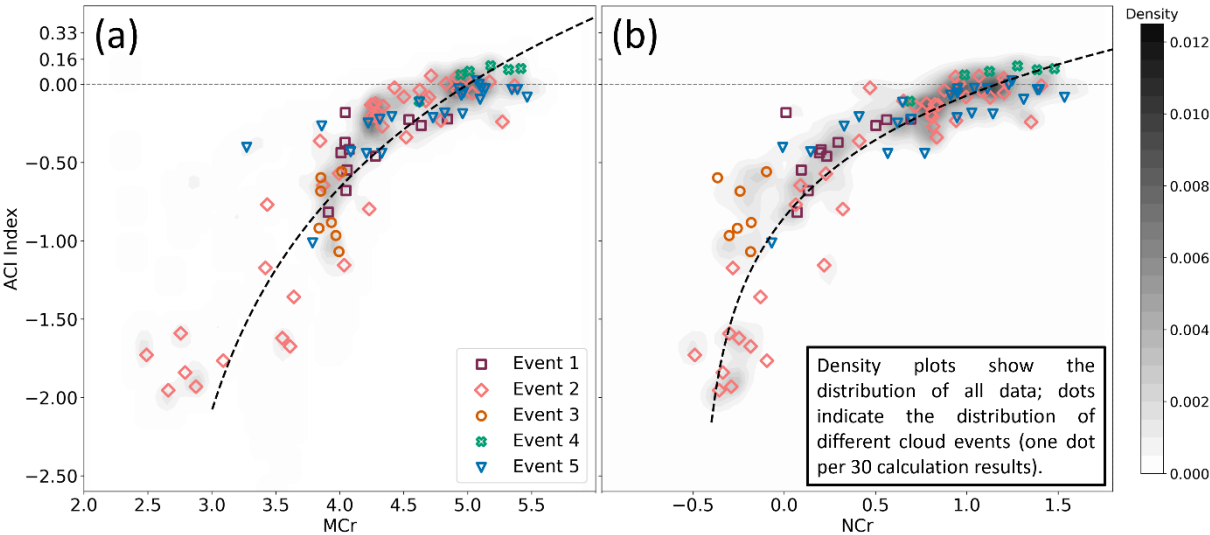 (a)
(b)
Density
0.33
0.16
0.00
−0.50
−1.00
−1.50
−2.00
−2.50
ACI Index
2.0 2.5 3.0 3.5 4.0 4.5 5.0 5.5
MCr
Event 1
Event 2
Event 3
Event 4
Event 5
−0.5 0.0 0.5 1.0 1.5
NCr
Density plots show the
distribution of all data; dots
indicate the distribution of
different cloud events (one dot
per 30 calculation results).
0.012
0.010
0.008
0.006
0.004
0.002
0.000